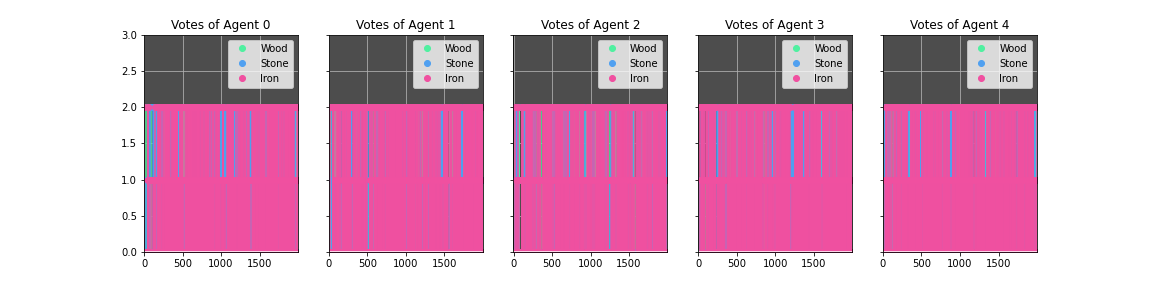 Votes of Agent 0
Votes of Agent 1
Votes of Agent 2
Votes of Agent 3
Votes of Agent 4
3.0
2.5
2.0
1.5
1.0
0.5
0.0
Wood
Stone
Iron
Wood
Stone
Iron
Wood
Stone
Iron
Wood
Stone
Iron
Wood
Stone
Iron
0 500 1000 1500
0 500 1000 1500
0 500 1000 1500
0 500 1000 1500
0 500 1000 1500